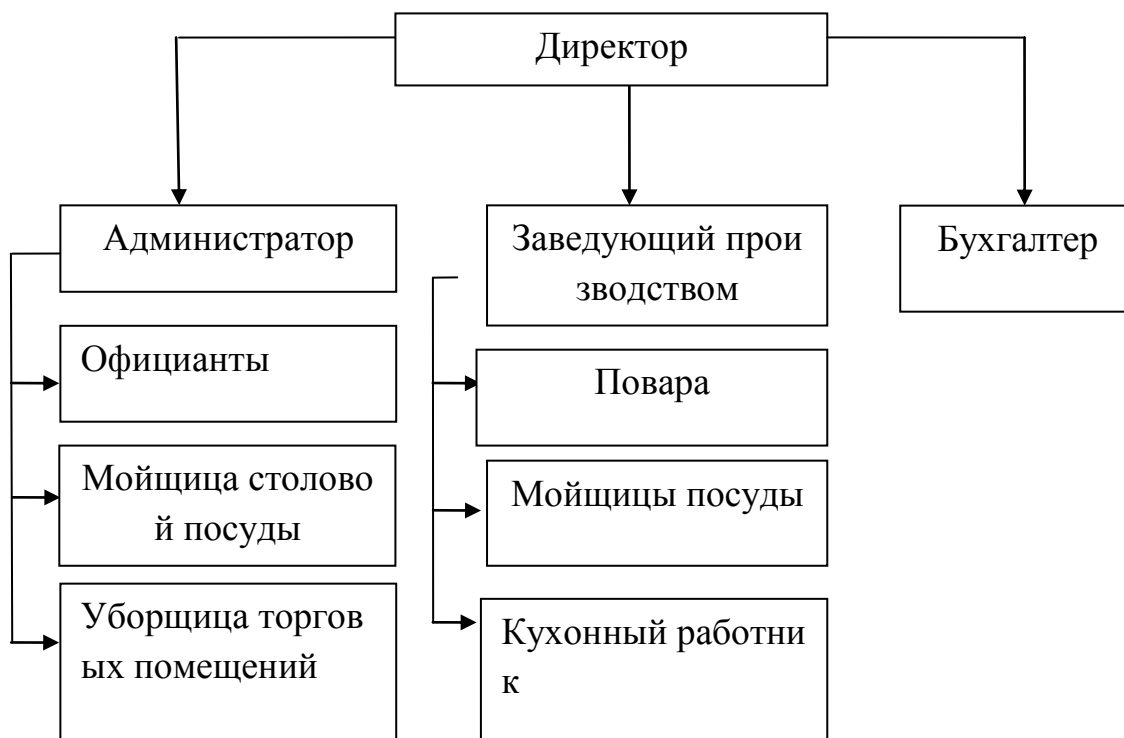 Директор
Администратор
Заведующий прои
зводством
Бухгалтер
Официанты
Повара
Мойщица столово
й посуды
Мойщицы посуды
Уборщица торгов
ых помещений
Кухонный работни
к